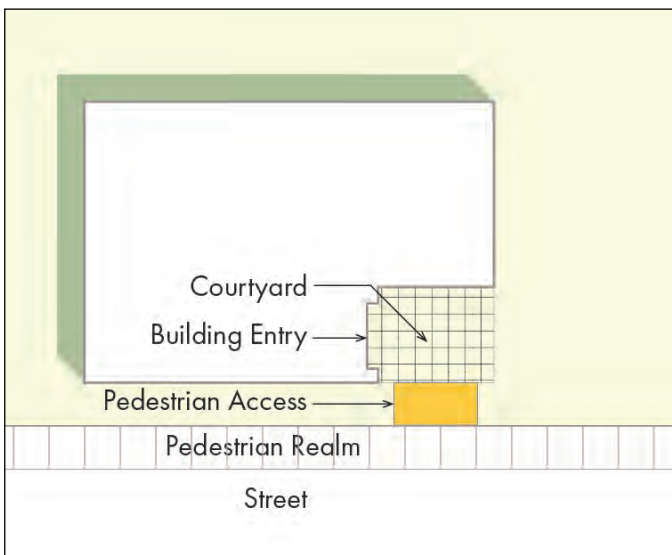 Courtyard
Building Entry
Pedestrian Access
Pedestrian Realm
Street